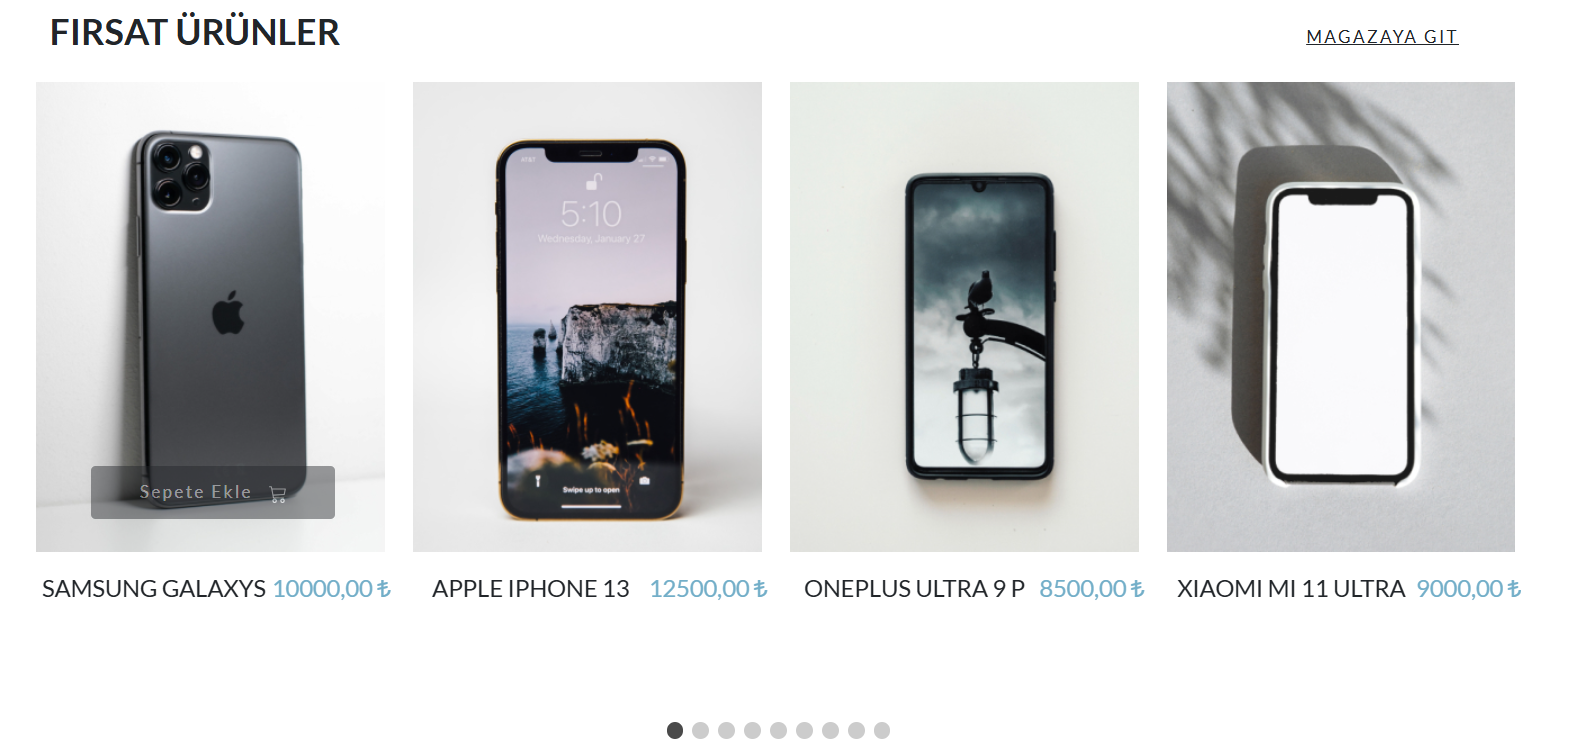 FIRSAT ÜRÜNLER
MAGAZAYA GIT
AT&T
5:10
Wednesday, January 27
Swipe up to open
Sepete Ekle
SAMSUNG GALAXYS 10000,00 ₺
APPLE IPHONE 13 12500,00 ₺
ONEPLUS ULTRA 9 P 8500,00 ₺
XIAOMI MI 11 ULTRA 9000,00 ₺